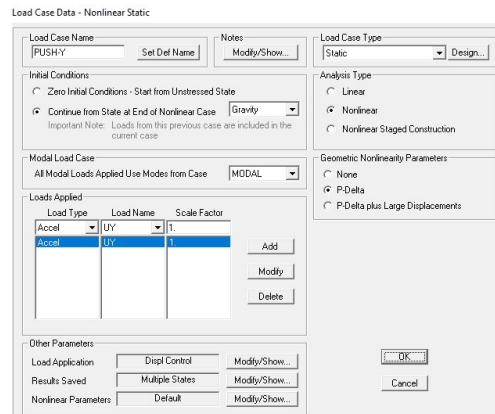 Load Case Data - Nonlinear Static
Load Case Name
PUSH-Y
Set Def Name
Notes
Modify/Show...
Load Case Type
Static
Design...
Initial Conditions
Zero Initial Conditions - Start from Unstressed State
Continue from State at End of Nonlinear Case
Gravity
Important Note: Loads from this previous case are included in the
current case
Analysis Type
Linear
Nonlinear
Nonlinear Staged Construction
Modal Load Case
All Modal Loads Applied Use Modes from Case
MODAL
Geometric Nonlinearity Parameters
None
P-Delta
P-Delta plus Large Displacements
Loads Applied
Load Type Load Name Scale Factor
Accel UY 1.
Accel UY 1.
Add
Modify
Delete
Other Parameters
Load Application Displ Control Modify/Show...
Results Saved Multiple States Modify/Show...
Nonlinear Parameters Default Modify/Show...
OK
Cancel